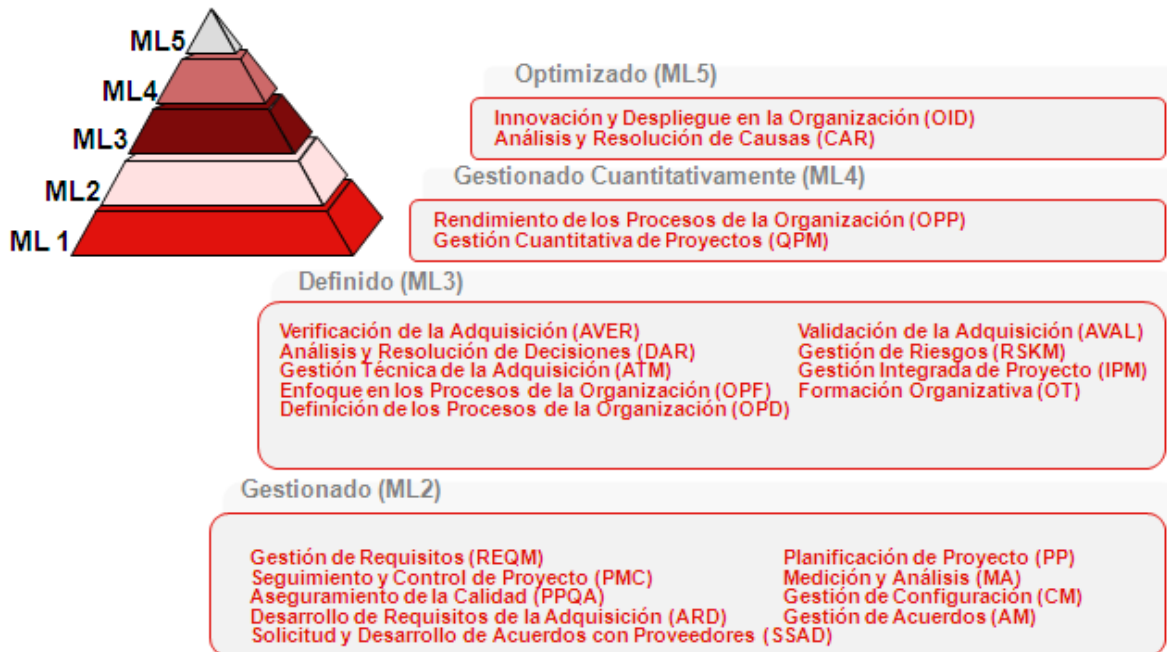 ML5
ML4
ML3
ML2
ML 1
Optimizado (ML5)
Innovación y Despliegue en la Organización (OID)
Análisis y Resolución de Causas (CAR)
Gestionado Cuantitativamente (ML4)
Rendimiento de los Procesos de la Organización (OPP)
Gestión Cuantitativa de Proyectos (QPM)
Definido (ML3)
Verificación de la Adquisición (AVER)
Análisis y Resolución de Decisiones (DAR)
Gestión Técnica de la Adquisición (ATM)
Enfoque en los Procesos de la Organización (OPF)
Definición de los Procesos de la Organización (OPD)
Validación de la Adquisición (AVAL)
Gestión de Riesgos (RSKM)
Gestión Integrada de Proyecto (IPM)
Formación Organizativa (OT)
Gestionado (ML2)
Gestión de Requisitos (REQM)
Seguimiento y Control de Proyecto (PMC)
Aseguramiento de la Calidad (PPQA)
Desarrollo de Requisitos de la Adquisición (ARD)
Solicitud y Desarrollo de Acuerdos con Proveedores (SSAD)
Planificación de Proyecto (PP)
Medición y Análisis (MA)
Gestión de Configuración (CM)
Gestión de Acuerdos (AM)